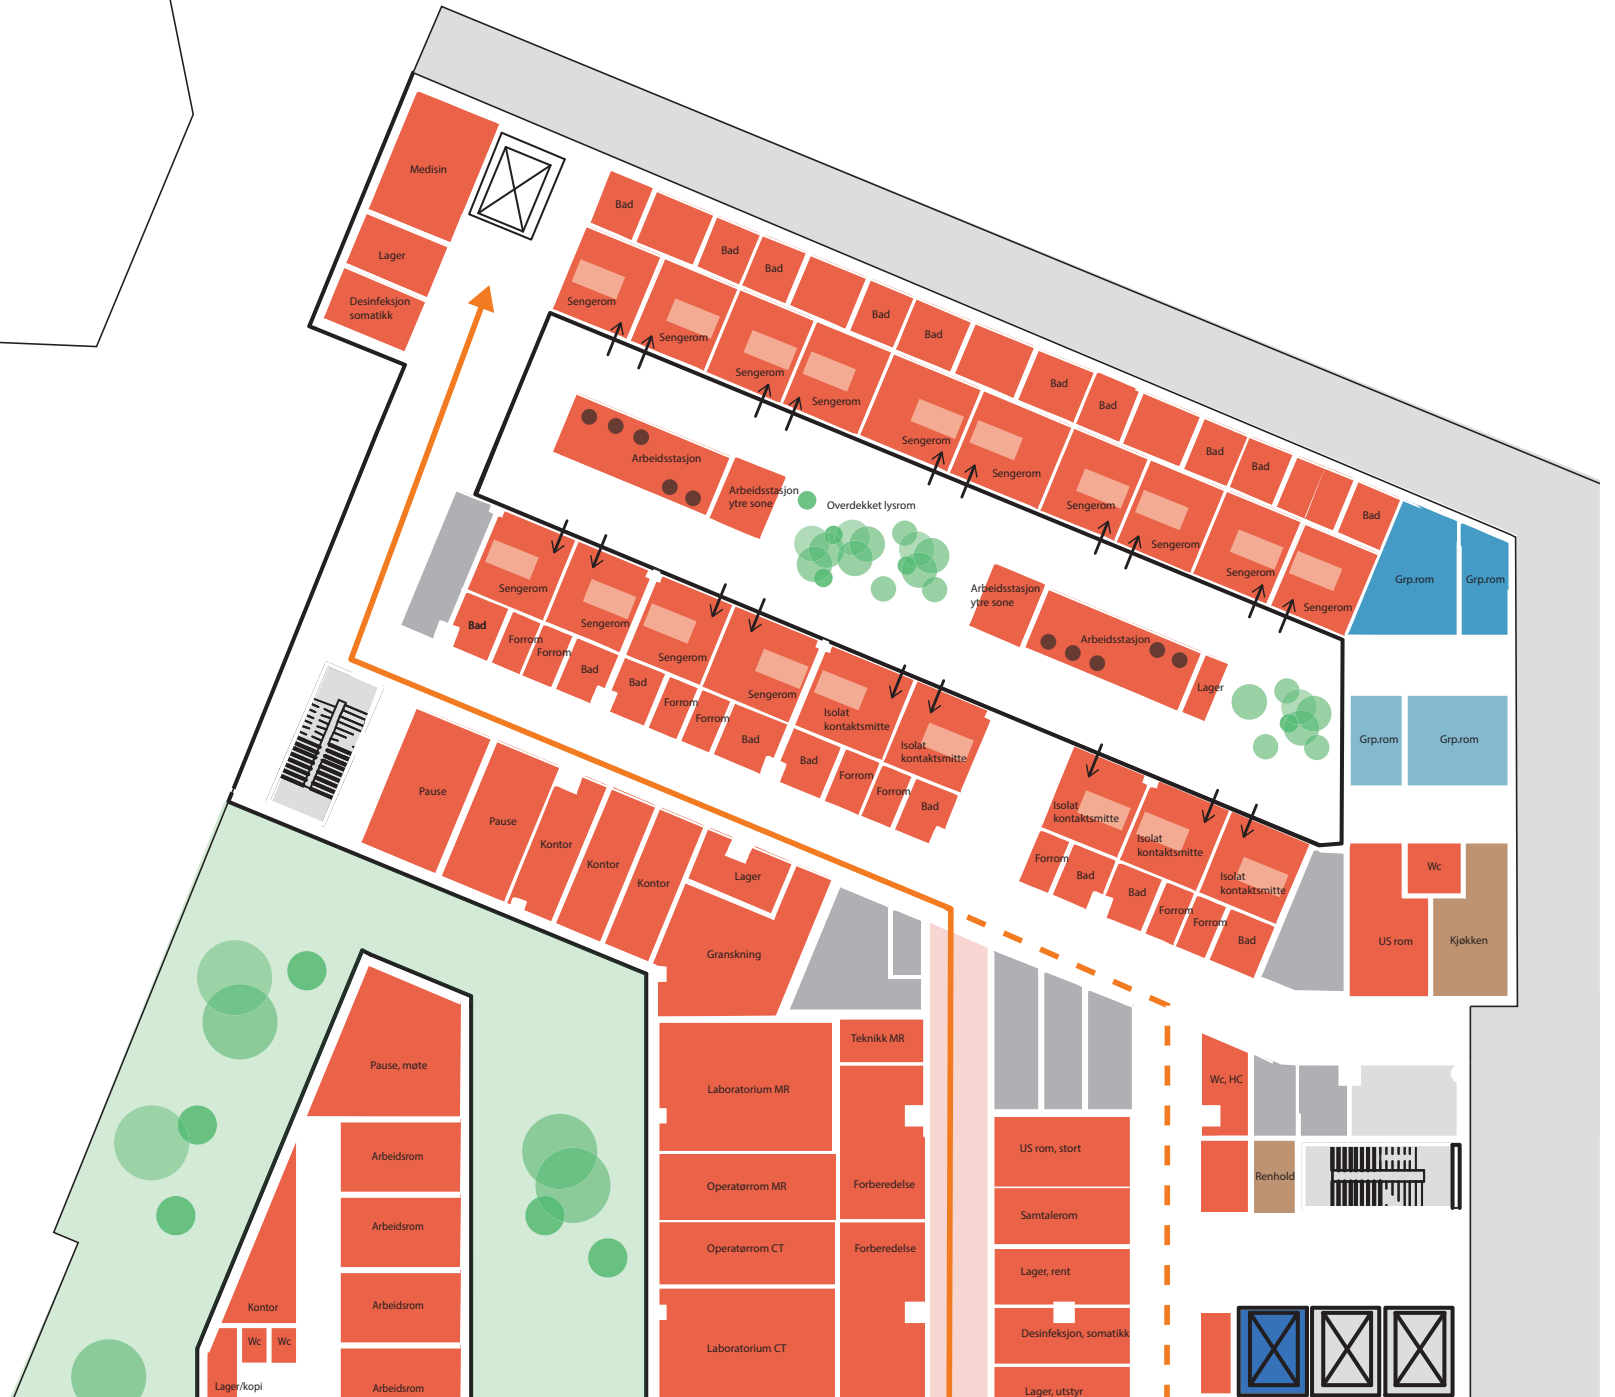 Medisin
Lager
Desinfeksjon
somatikk
Bad
Bad
Bad
Bad
Bad
Bad
Bad
Bad
Bad
Bad
Sengerom
Sengerom
Sengerom
Sengerom
Sengerom
Sengerom
Sengerom
Sengerom
Sengerom
Sengerom
Grp.rom
Grp.rom
Arbeidsstasjon
Arbeidsstasjon
ytre sone
Overdekket lysrom
Arbeidsstasjon
ytre sone
Arbeidsstasjon
Lager
Grp.rom
Grp.rom
Sengerom
Sengerom
Sengerom
Sengerom
Isolat
kontaktsmitte
Isolat
kontaktsmitte
Bad
Forrom
Forrom
Bad
Bad
Forrom
Forrom
Bad
Bad
Forrom
Forrom
Bad
Isolat
kontaktsmitte
Isolat
kontaktsmitte
Isolat
kontaktsmitte
Forrom
Bad
Bad
Forrom
Forrom
Bad
Wc
US rom
Kjøkken
Pause
Pause
Kontor
Kontor
Kontor
Lager
Granskning
Pause, møte
Arbeidsrom
Arbeidsrom
Arbeidsrom
Arbeidsrom
Kontor
Wc
Wc
Lager/kopi
Laboratorium MR
Teknikk MR
Operatørrom MR
Forberedelse
Operatørrom CT
Forberedelse
Laboratorium CT
US rom, stort
Samtalerom
Lager, rent
Desinfeksjon, somatikk
Lager, utstyr
Wc, HC
Renhold